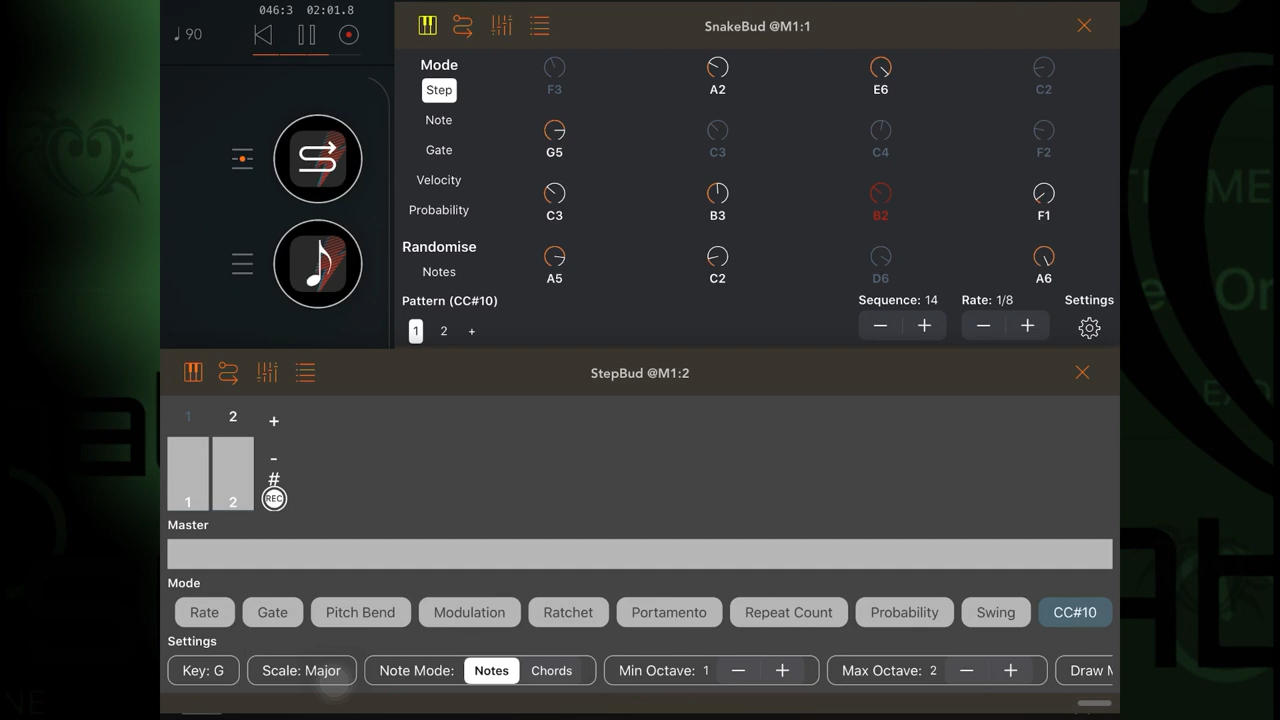 046:3 02:01.8
♩90
SnakeBud @M1:1
Mode
Step
Note
Gate
Velocity
Probability
Randomise
Notes
F3 A2 E6 C2
G5 C3 C4 F2
C3 B3 B2 F1
A5 C2 D6 A6
Pattern (CC#10)
1 2 +
Sequence: 14 Rate: 1/8 Settings
− + − +
StepBud @M1:2
1 2 +
-
#
1 2 REC
Master
Mode
Rate Gate Pitch Bend Modulation Ratchet Portamento Repeat Count Probability Swing CC#10
Settings
Key: G Scale: Major Note Mode: Notes Chords Min Octave: 1 − + Max Octave: 2 − + Draw